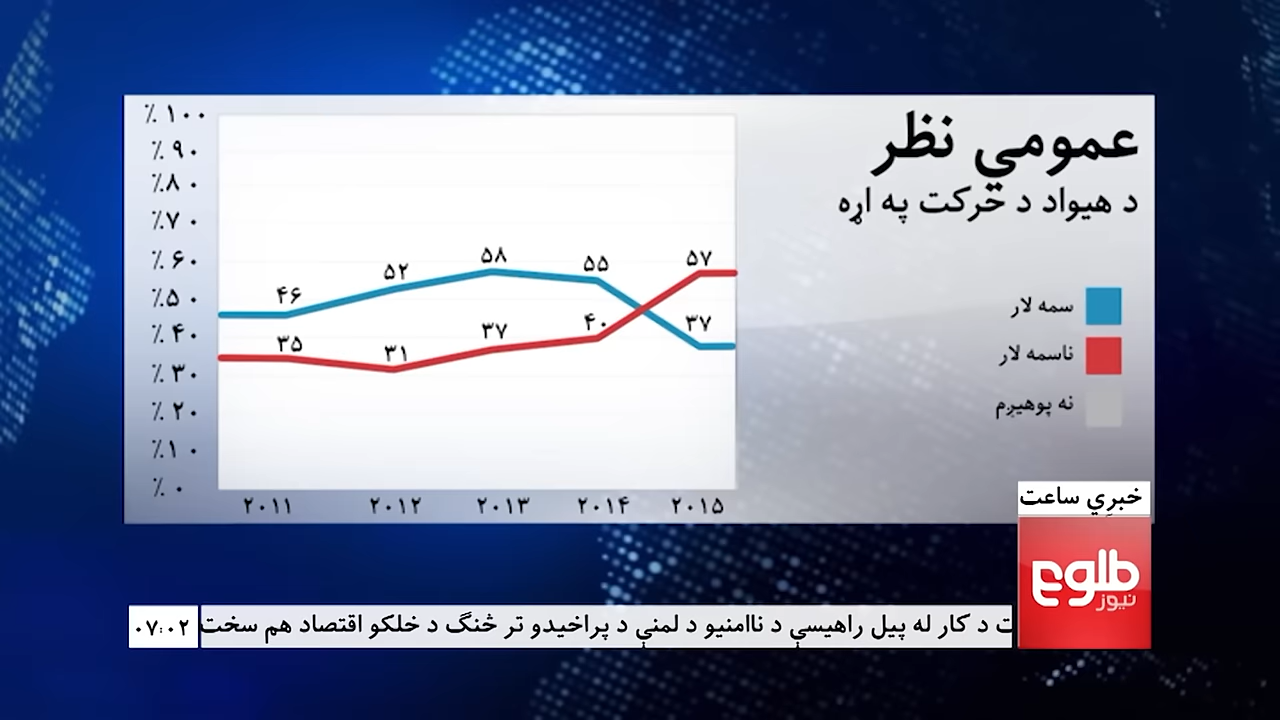 عمومي نظر
د هیواد د حرکت په اړه
سمه لار
ناسمه لار
نه پوهیږم
٪ ۱۰۰
٪ ۹۰
٪ ۸۰
٪ ۷۰
٪ ۶۰
٪ ۵۰
٪ ۴۰
٪ ۳۰
٪ ۲۰
٪ ۱۰
٪ ۰
۴۶ ۵۲ ۵۸ ۵۵ ۵۷
۳۵ ۳۱ ۳۷ ۴۰ ۳۷
۲۰۱۱ ۲۰۱۲ ۲۰۱۳ ۲۰۱۴ ۲۰۱۵
خبري ساعت
طلوع
نیوز
ت د کار له پیل راهیسې د ناامنیو د لمنې د پراخیدو تر څنګ د خلکو اقتصاد هم سخت
۰۷:۰۲